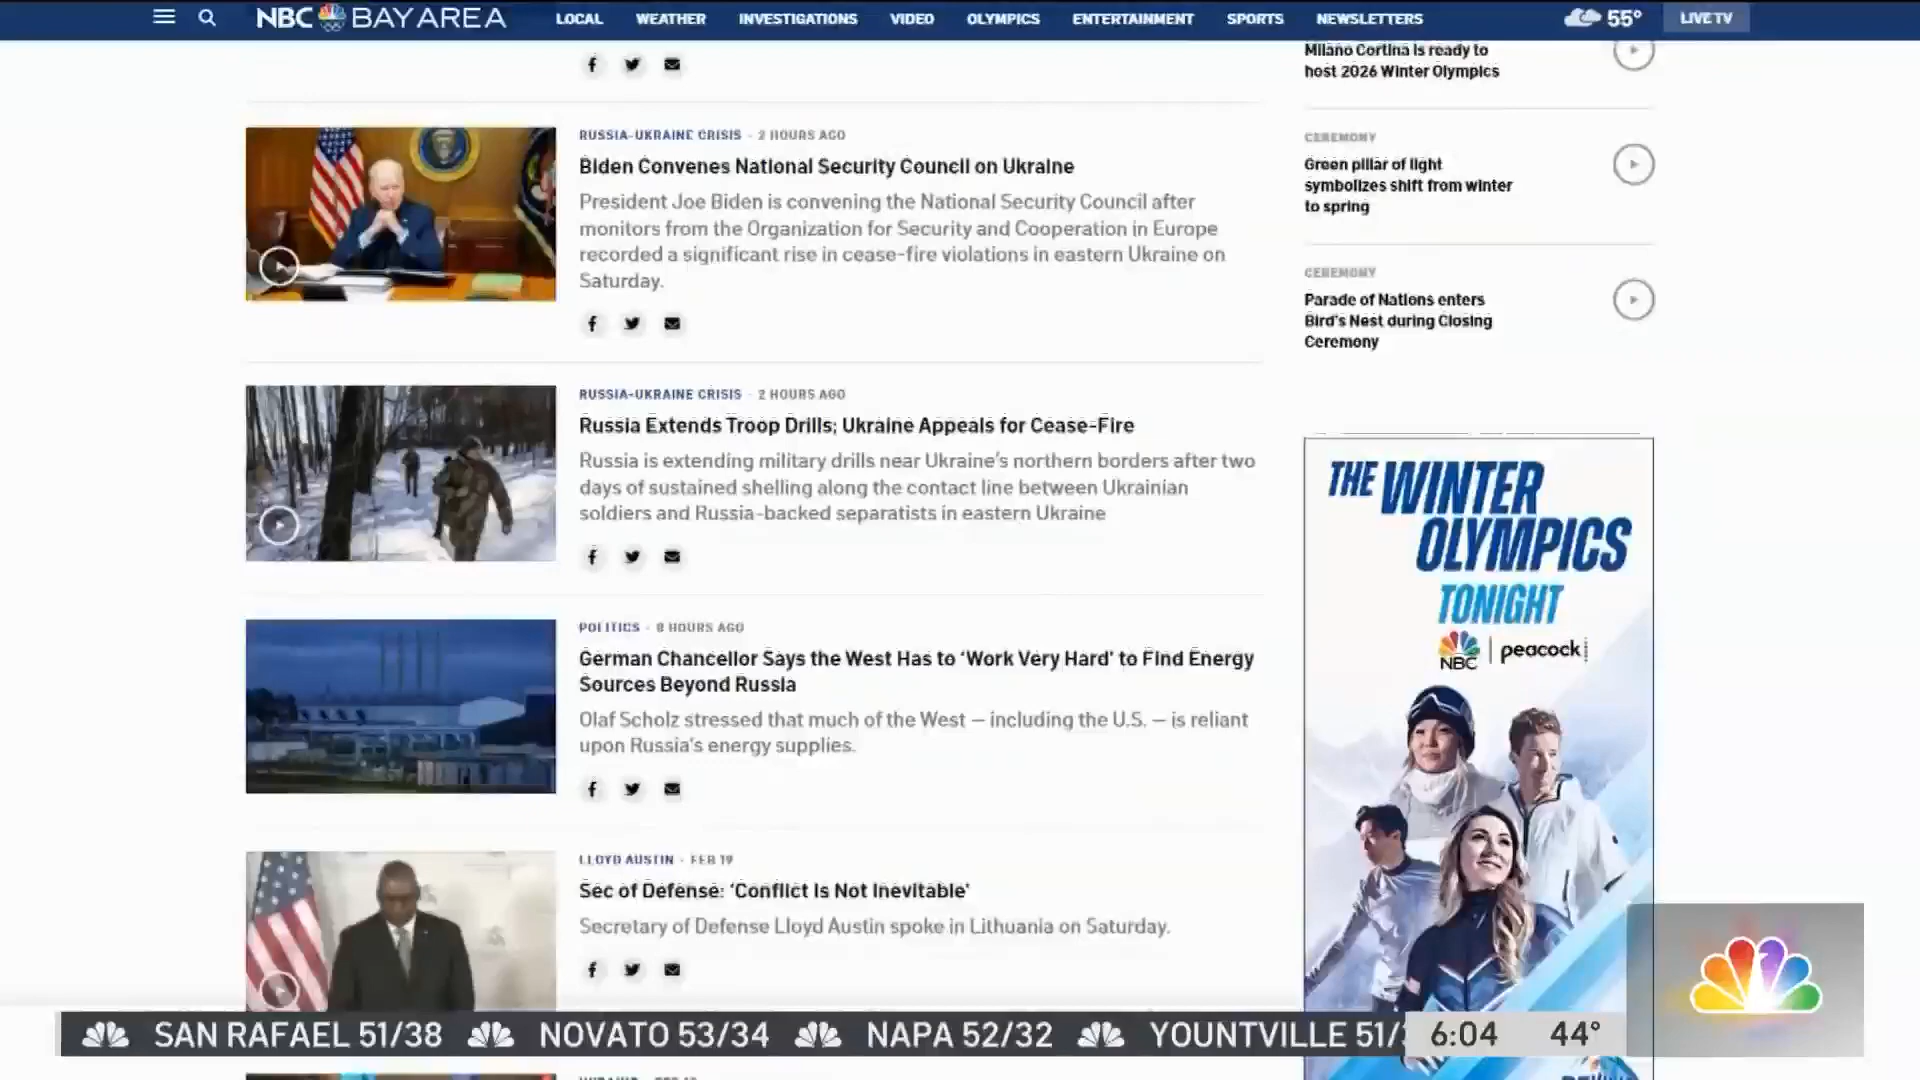 NBC BAY AREA LOCAL WEATHER INVESTIGATIONS VIDEO OLYMPICS ENTERTAINMENT SPORTS NEWSLETTERS 55° LIVE TV
RUSSIA-UKRAINE CRISIS - 2 HOURS AGO
Biden Convenes National Security Council on Ukraine
President Joe Biden is convening the National Security Council after
monitors from the Organization for Security and Cooperation in Europe
recorded a significant rise in cease-fire violations in eastern Ukraine on
Saturday.
RUSSIA-UKRAINE CRISIS - 2 HOURS AGO
Russia Extends Troop Drills; Ukraine Appeals for Cease-Fire
Russia is extending military drills near Ukraine's northern borders after two
days of sustained shelling along the contact line between Ukrainian
soldiers and Russia-backed separatists in eastern Ukraine
POLITICS - 8 HOURS AGO
German Chancellor Says the West Has to ‘Work Very Hard’ to Find Energy
Sources Beyond Russia
Olaf Scholz stressed that much of the West — including the U.S. — is reliant
upon Russia's energy supplies.
LLOYD AUSTIN - FEB 19
Sec of Defense: ‘Conflict Is Not Inevitable’
Secretary of Defense Lloyd Austin spoke in Lithuania on Saturday.
Milano Cortina is ready to
host 2026 Winter Olympics
CEREMONY
Green pillar of light
symbolizes shift from winter
to spring
CEREMONY
Parade of Nations enters
Bird's Nest during Closing
Ceremony
THE WINTER
OLYMPICS
TONIGHT
NBC | peacock
SAN RAFAEL 51/38 NOVATO 53/34 NAPA 52/32 YOUNTVILLE 51/ 6:04 44°